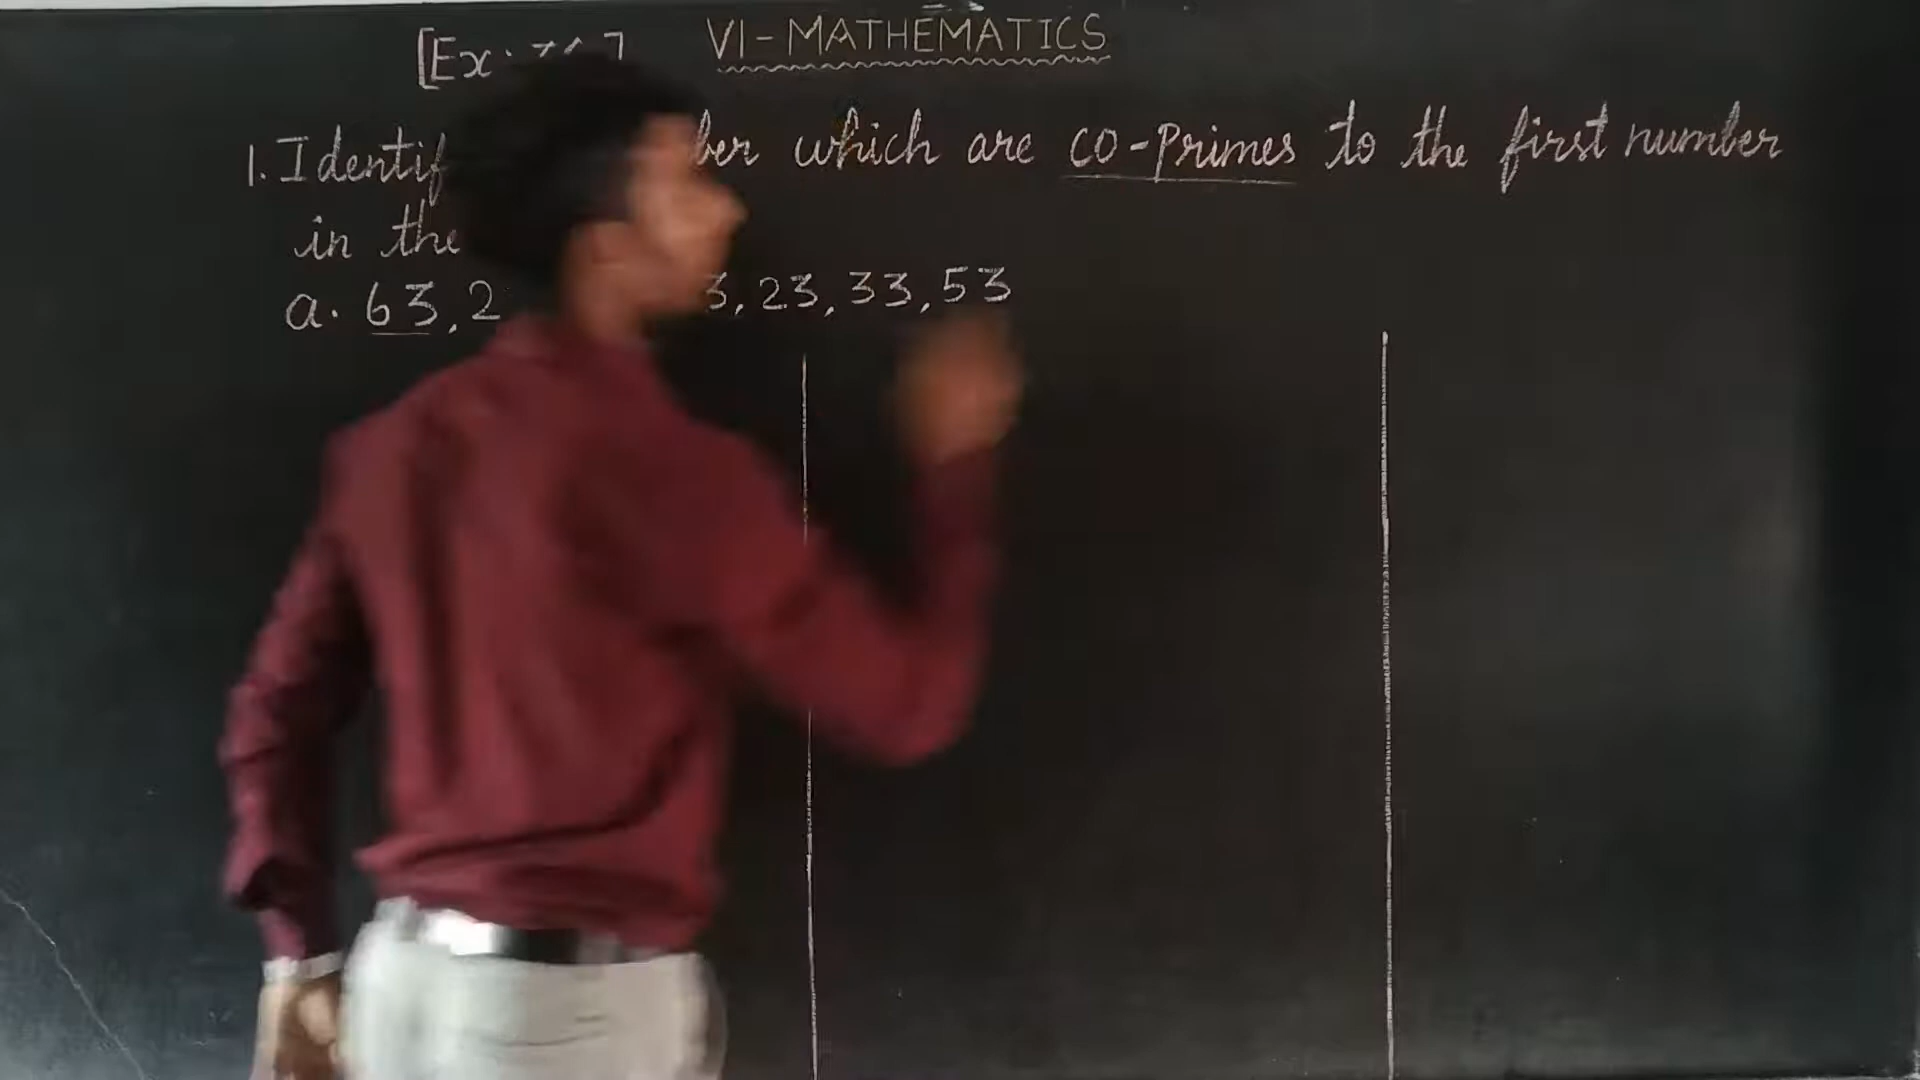 [Ex. VI-MATHEMATICS
1. Identif ber which are co-Primes to the first number
in the
a. 63, 2 3, 23, 33, 53